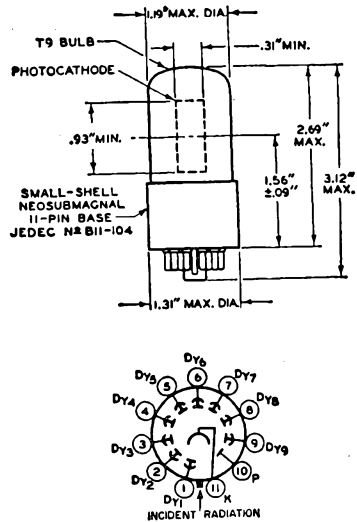 1.19" MAX. DIA.
T9 BULB
.31" MIN.
PHOTOCATHODE
.93" MIN.
2.69"
MAX.
1.56"
±.09"
3.12"
MAX.
SMALL-SHELL
NEOSUBMAGNAL
11-PIN BASE
JEDEC No B11-104
1.31" MAX. DIA.
DY6
DY5
DY7
6
5
7
DY4
DY8
4
8
DY3
3
9
DY9
DY2
2
10
P
DY1
1
11
K
INCIDENT RADIATION